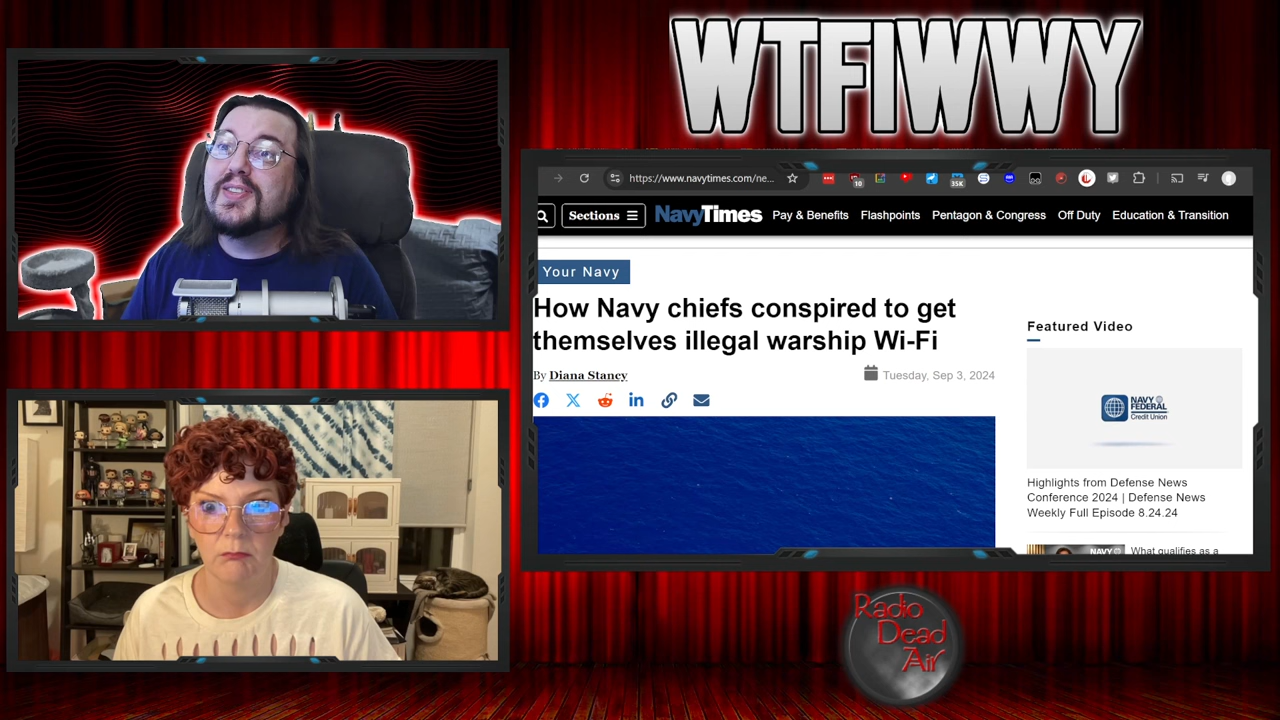 WTFIWWY
https://www.navytimes.com/ne...
10
35K
Sections
NavyTimes
Pay & Benefits
Flashpoints
Pentagon & Congress
Off Duty
Education & Transition
Your Navy
How Navy chiefs conspired to get
themselves illegal warship Wi-Fi
By Diana Stancy
Tuesday, Sep 3, 2024
Featured Video
NAVY
FEDERAL
Credit Union
Highlights from Defense News
Conference 2024 | Defense News
Weekly Full Episode 8.24.24
NAVY
What qualifies as a
Radio
Dead
Air